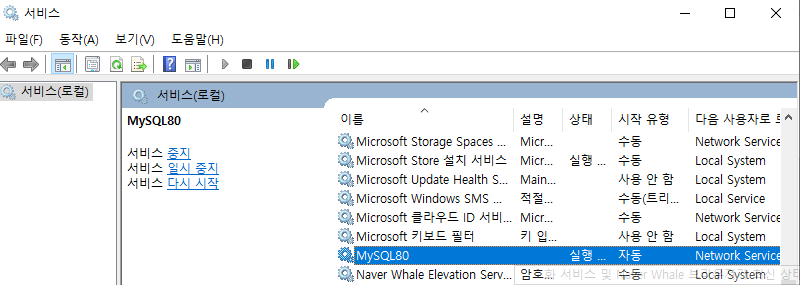 서비스
파일(F) 동작(A) 보기(V) 도움말(H)
서비스(로컬)
서비스(로컬)
MySQL80
서비스 중지
서비스 일시 중지
서비스 다시 시작
이름 설명 상태 시작 유형 다음 사용자로 로
Microsoft Storage Spaces ... Micr... 수동 Network Service
Microsoft Store 설치 서비스 Micr... 실행 ... 수동 Local System
Microsoft Update Health S... Main... 사용 안 함 Local System
Microsoft Windows SMS ... 적절... 수동(트리... Local Service
Microsoft 클라우드 ID 서비... Micr... 수동 Network Service
Microsoft 키보드 필터 키 입... 사용 안 함 Local System
MySQL80 실행 ... 자동 Network Service
Naver Whale Elevation Serv... 암호... 수동 Local System